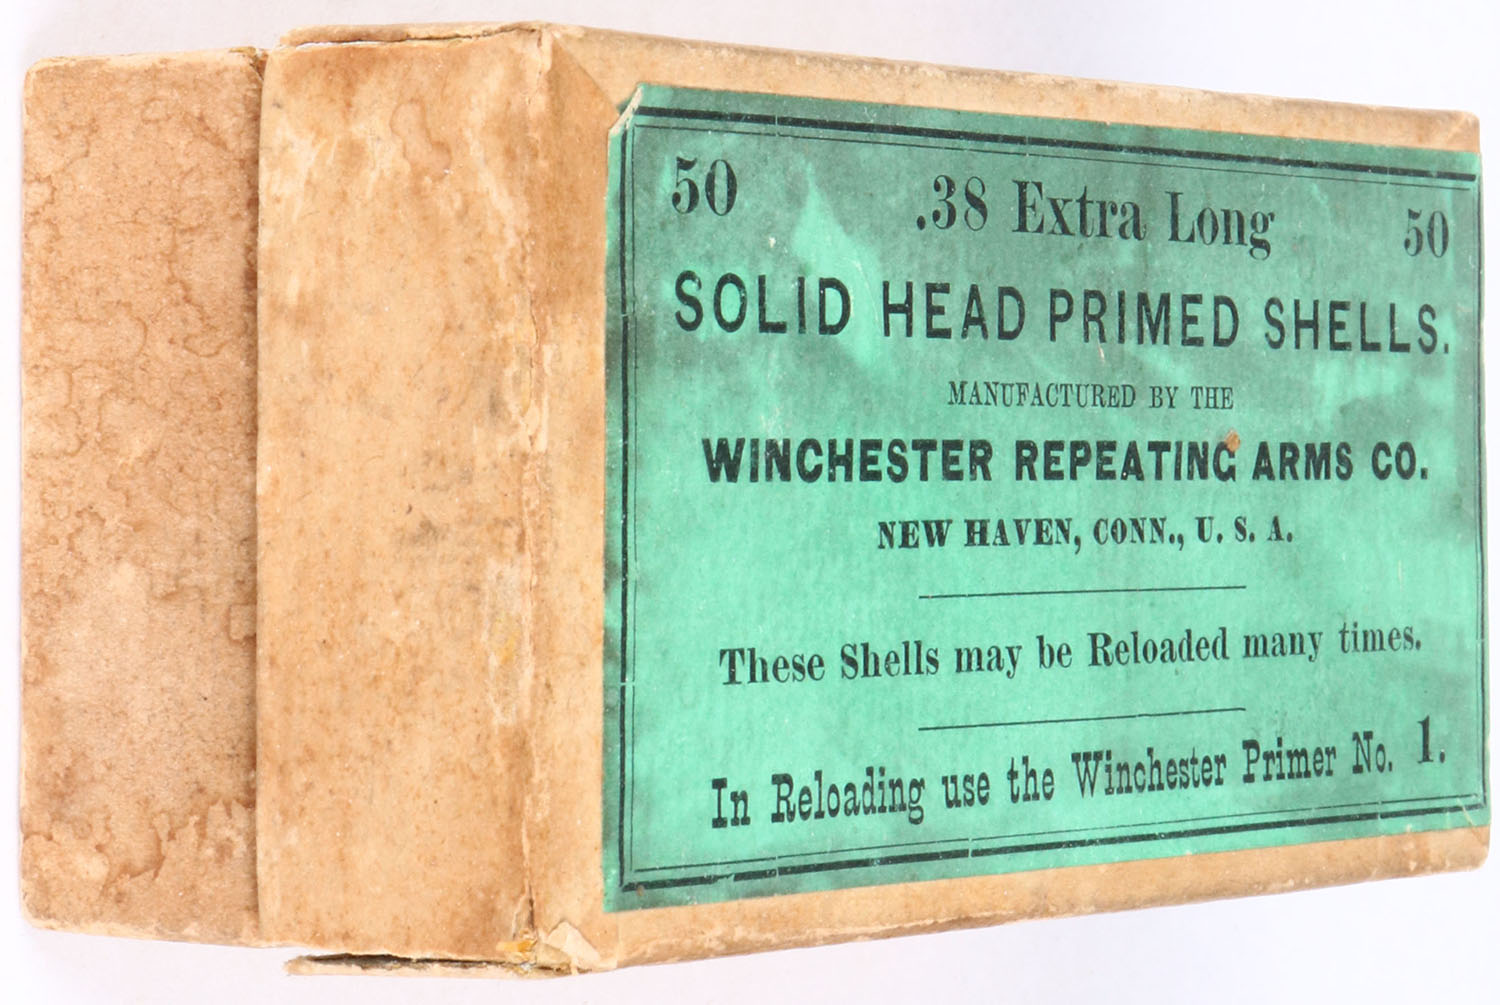 50 .38 Extra Long 50
SOLID HEAD PRIMED SHELLS.
MANUFACTURED BY THE
WINCHESTER REPEATING ARMS CO.
NEW HAVEN, CONN., U. S. A.
These Shells may be Reloaded many times.
In Reloading use the Winchester Primer No. 1.